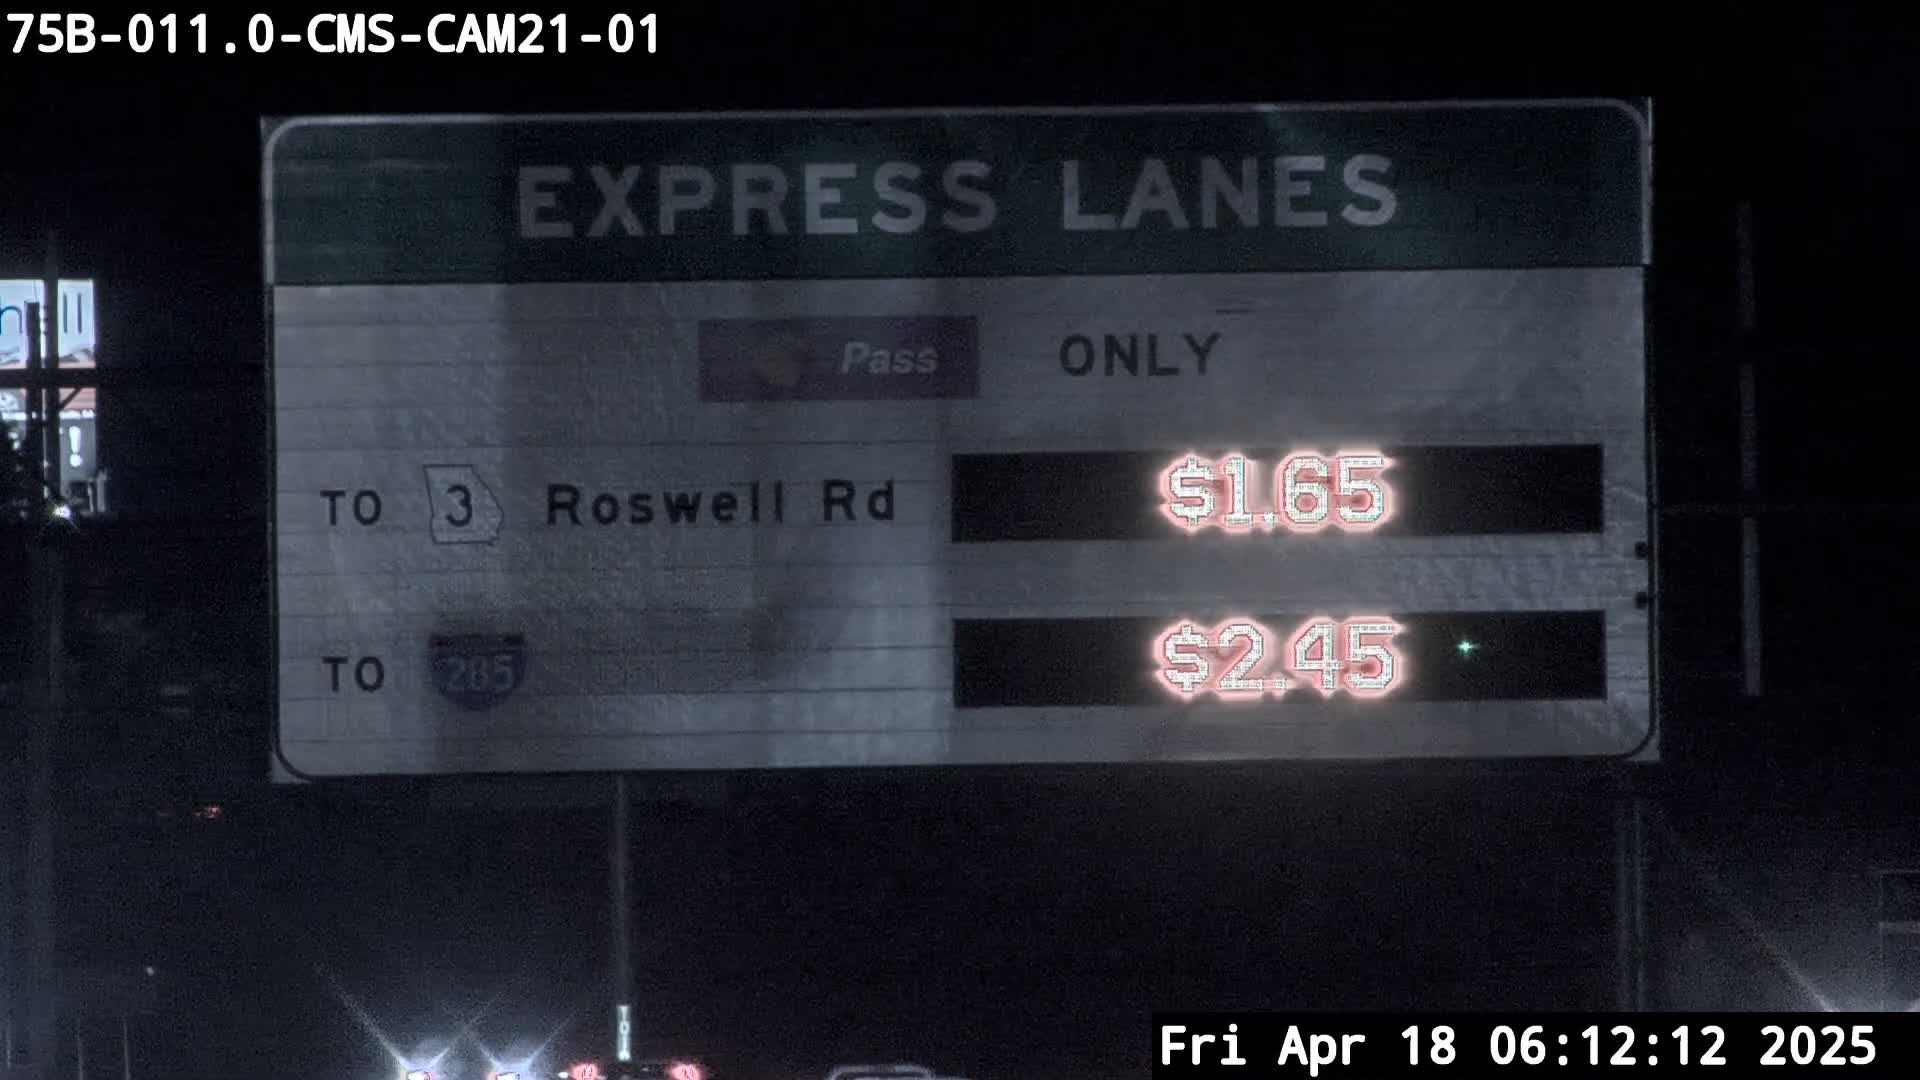 75B-011.0-CMS-CAM21-01
EXPRESS LANES
Pass ONLY
TO 3 Roswell Rd $1.65
TO 285 $2.45
Fri Apr 18 06:12:12 2025